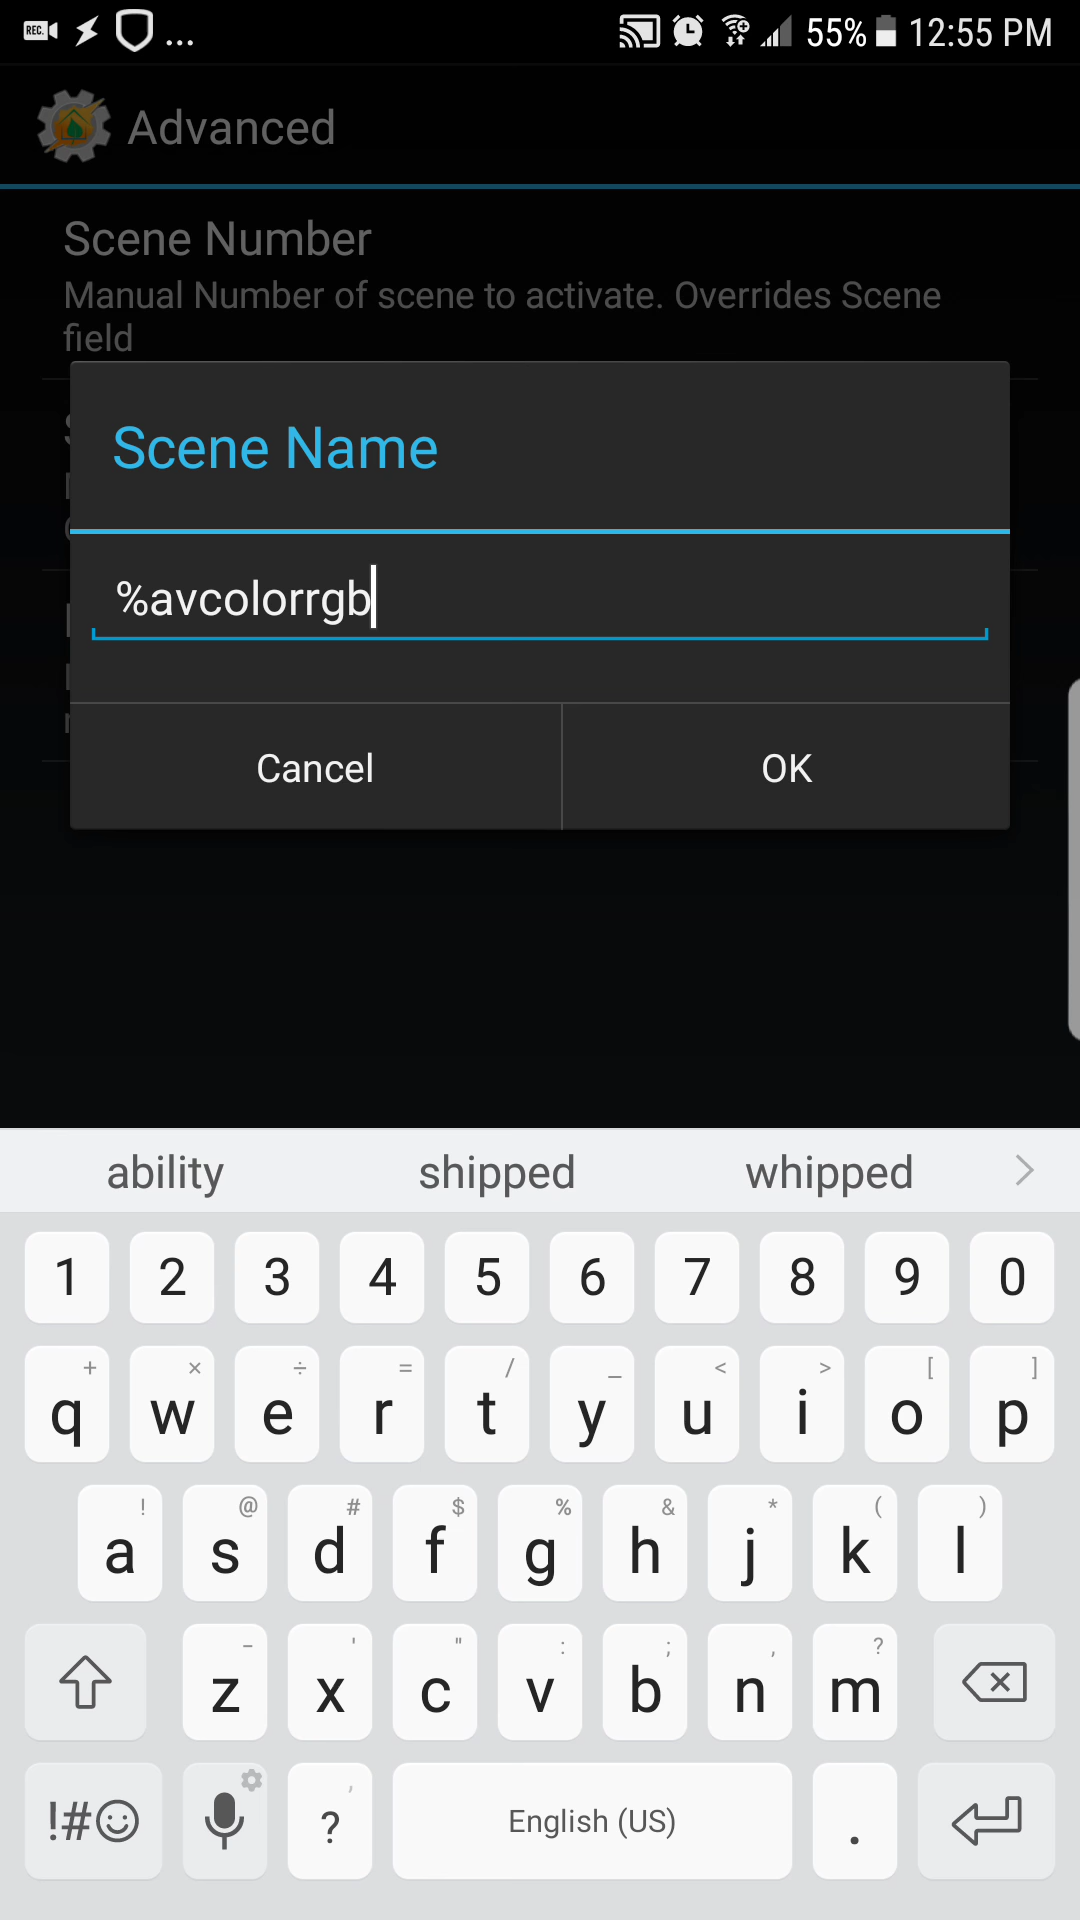 REC.
...
55%
12:55 PM
Advanced
Scene Number
Manual Number of scene to activate. Overrides Scene
field
Scene Name
%avcolorrgb
Cancel
OK
ability shipped whipped
1 2 3 4 5 6 7 8 9 0
+ × ÷ = / _ < > [ ]
q w e r t y u i o p
! @ # $ % & * ( )
a s d f g h j k l
- ' " : ; , ?
z x c v b n m
,
!# ? English (US) .